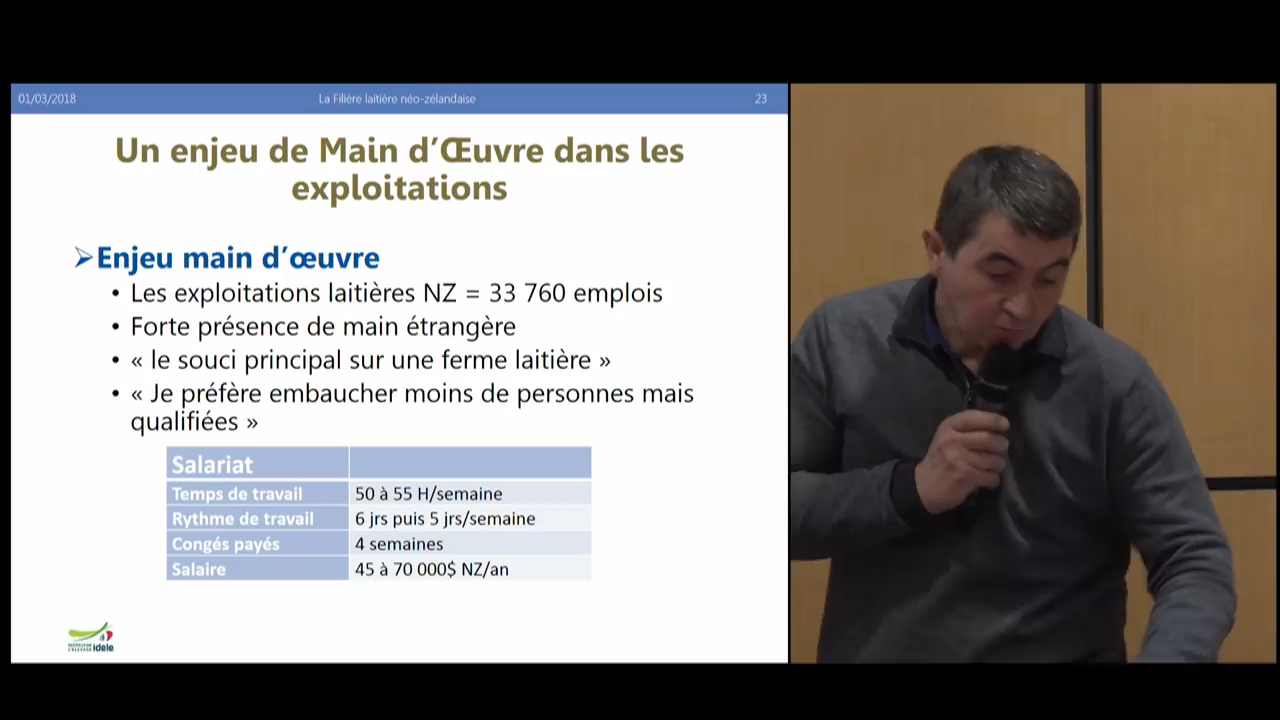 01/03/2018 La Filière laitière néo-zélandaise 23
Un enjeu de Main d’Œuvre dans les
exploitations
➢Enjeu main d’œuvre
• Les exploitations laitières NZ = 33 760 emplois
• Forte présence de main étrangère
• « le souci principal sur une ferme laitière »
• « Je préfère embaucher moins de personnes mais
qualifiées »
Salariat
Temps de travail 50 à 55 H/semaine
Rythme de travail 6 jrs puis 5 jrs/semaine
Congés payés 4 semaines
Salaire 45 à 70 000$ NZ/an
INSTITUT DE
L'ELEVAGE idele